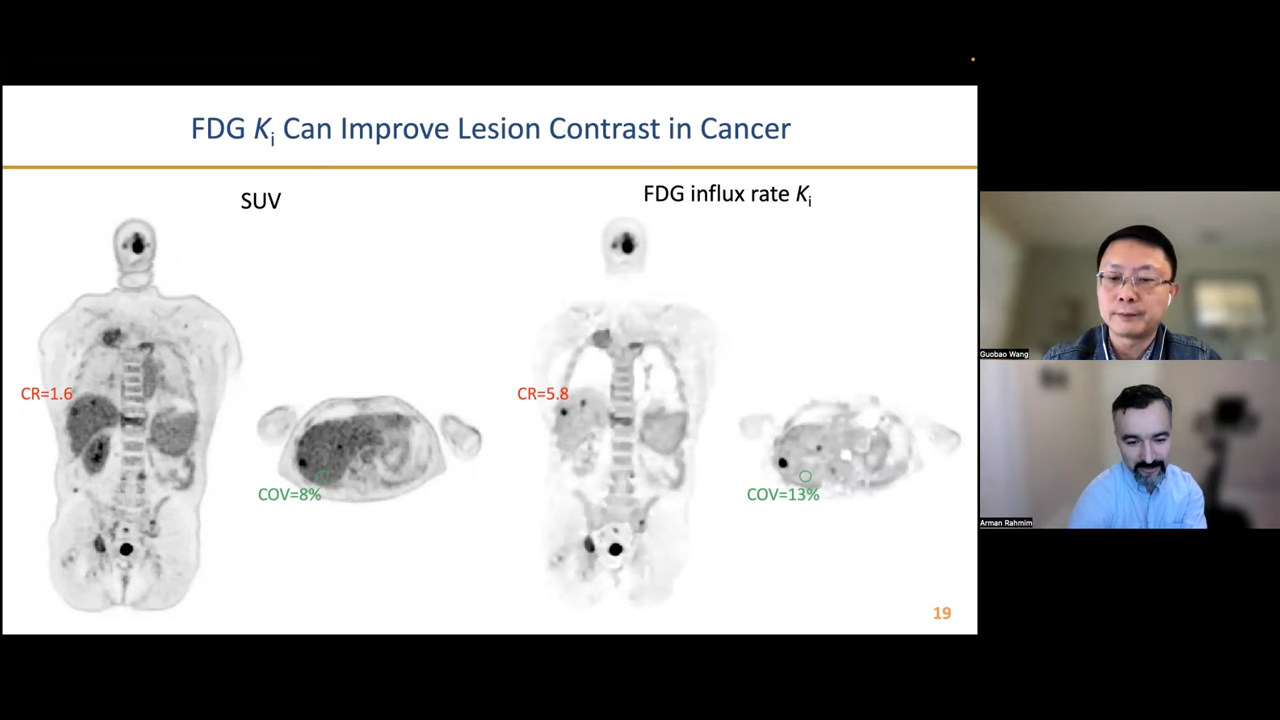 FDG Ki Can Improve Lesion Contrast in Cancer
SUV
FDG influx rate Ki
CR=1.6
CR=5.8
COV=8%
COV=13%
19
Guobao Wang
Arman Rahmim